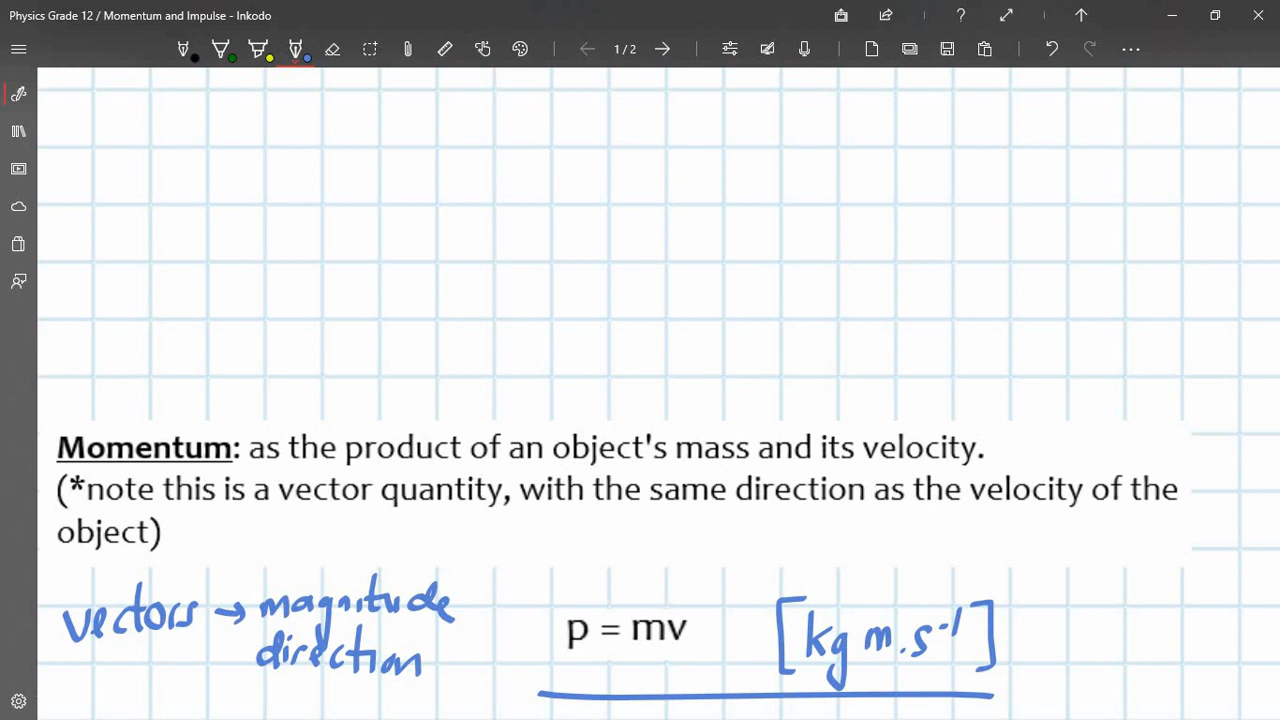 Physics Grade 12 / Momentum and Impulse - Inkodo
1 / 2
Momentum: as the product of an object's mass and its velocity.
(*note this is a vector quantity, with the same direction as the velocity of the
object)
vectors → magnitude
direction
p = mv
[kg m.s⁻¹]